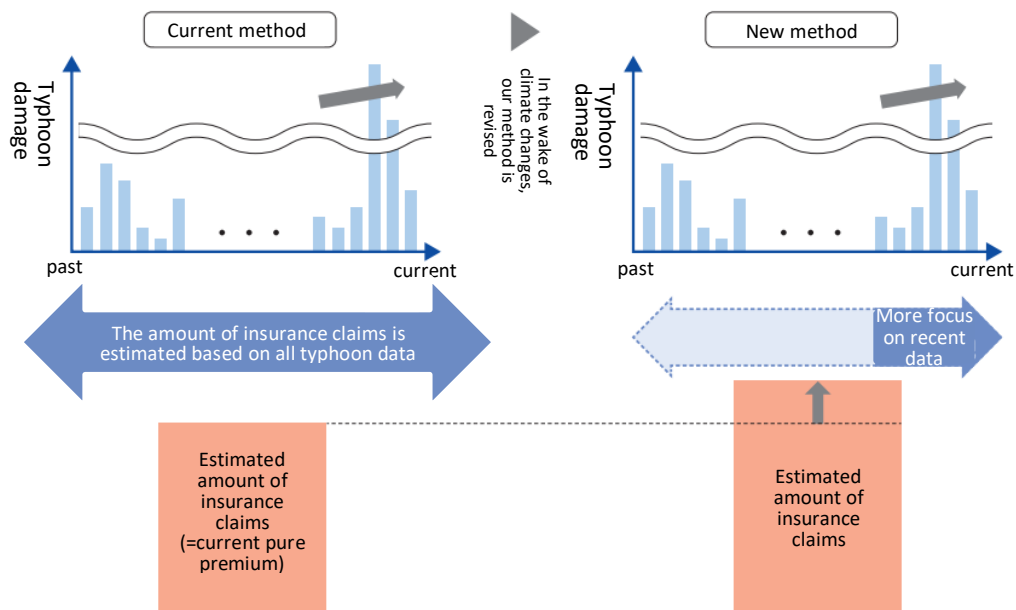 Current method
New method
Typhoon
damage
past
current
In the wake of
climate changes,
our method is
revised
Typhoon
damage
past
current
The amount of insurance claims is
estimated based on all typhoon data
More focus
on recent
data
Estimated
amount of
insurance
claims
(=current pure
premium)
Estimated
amount of
insurance
claims